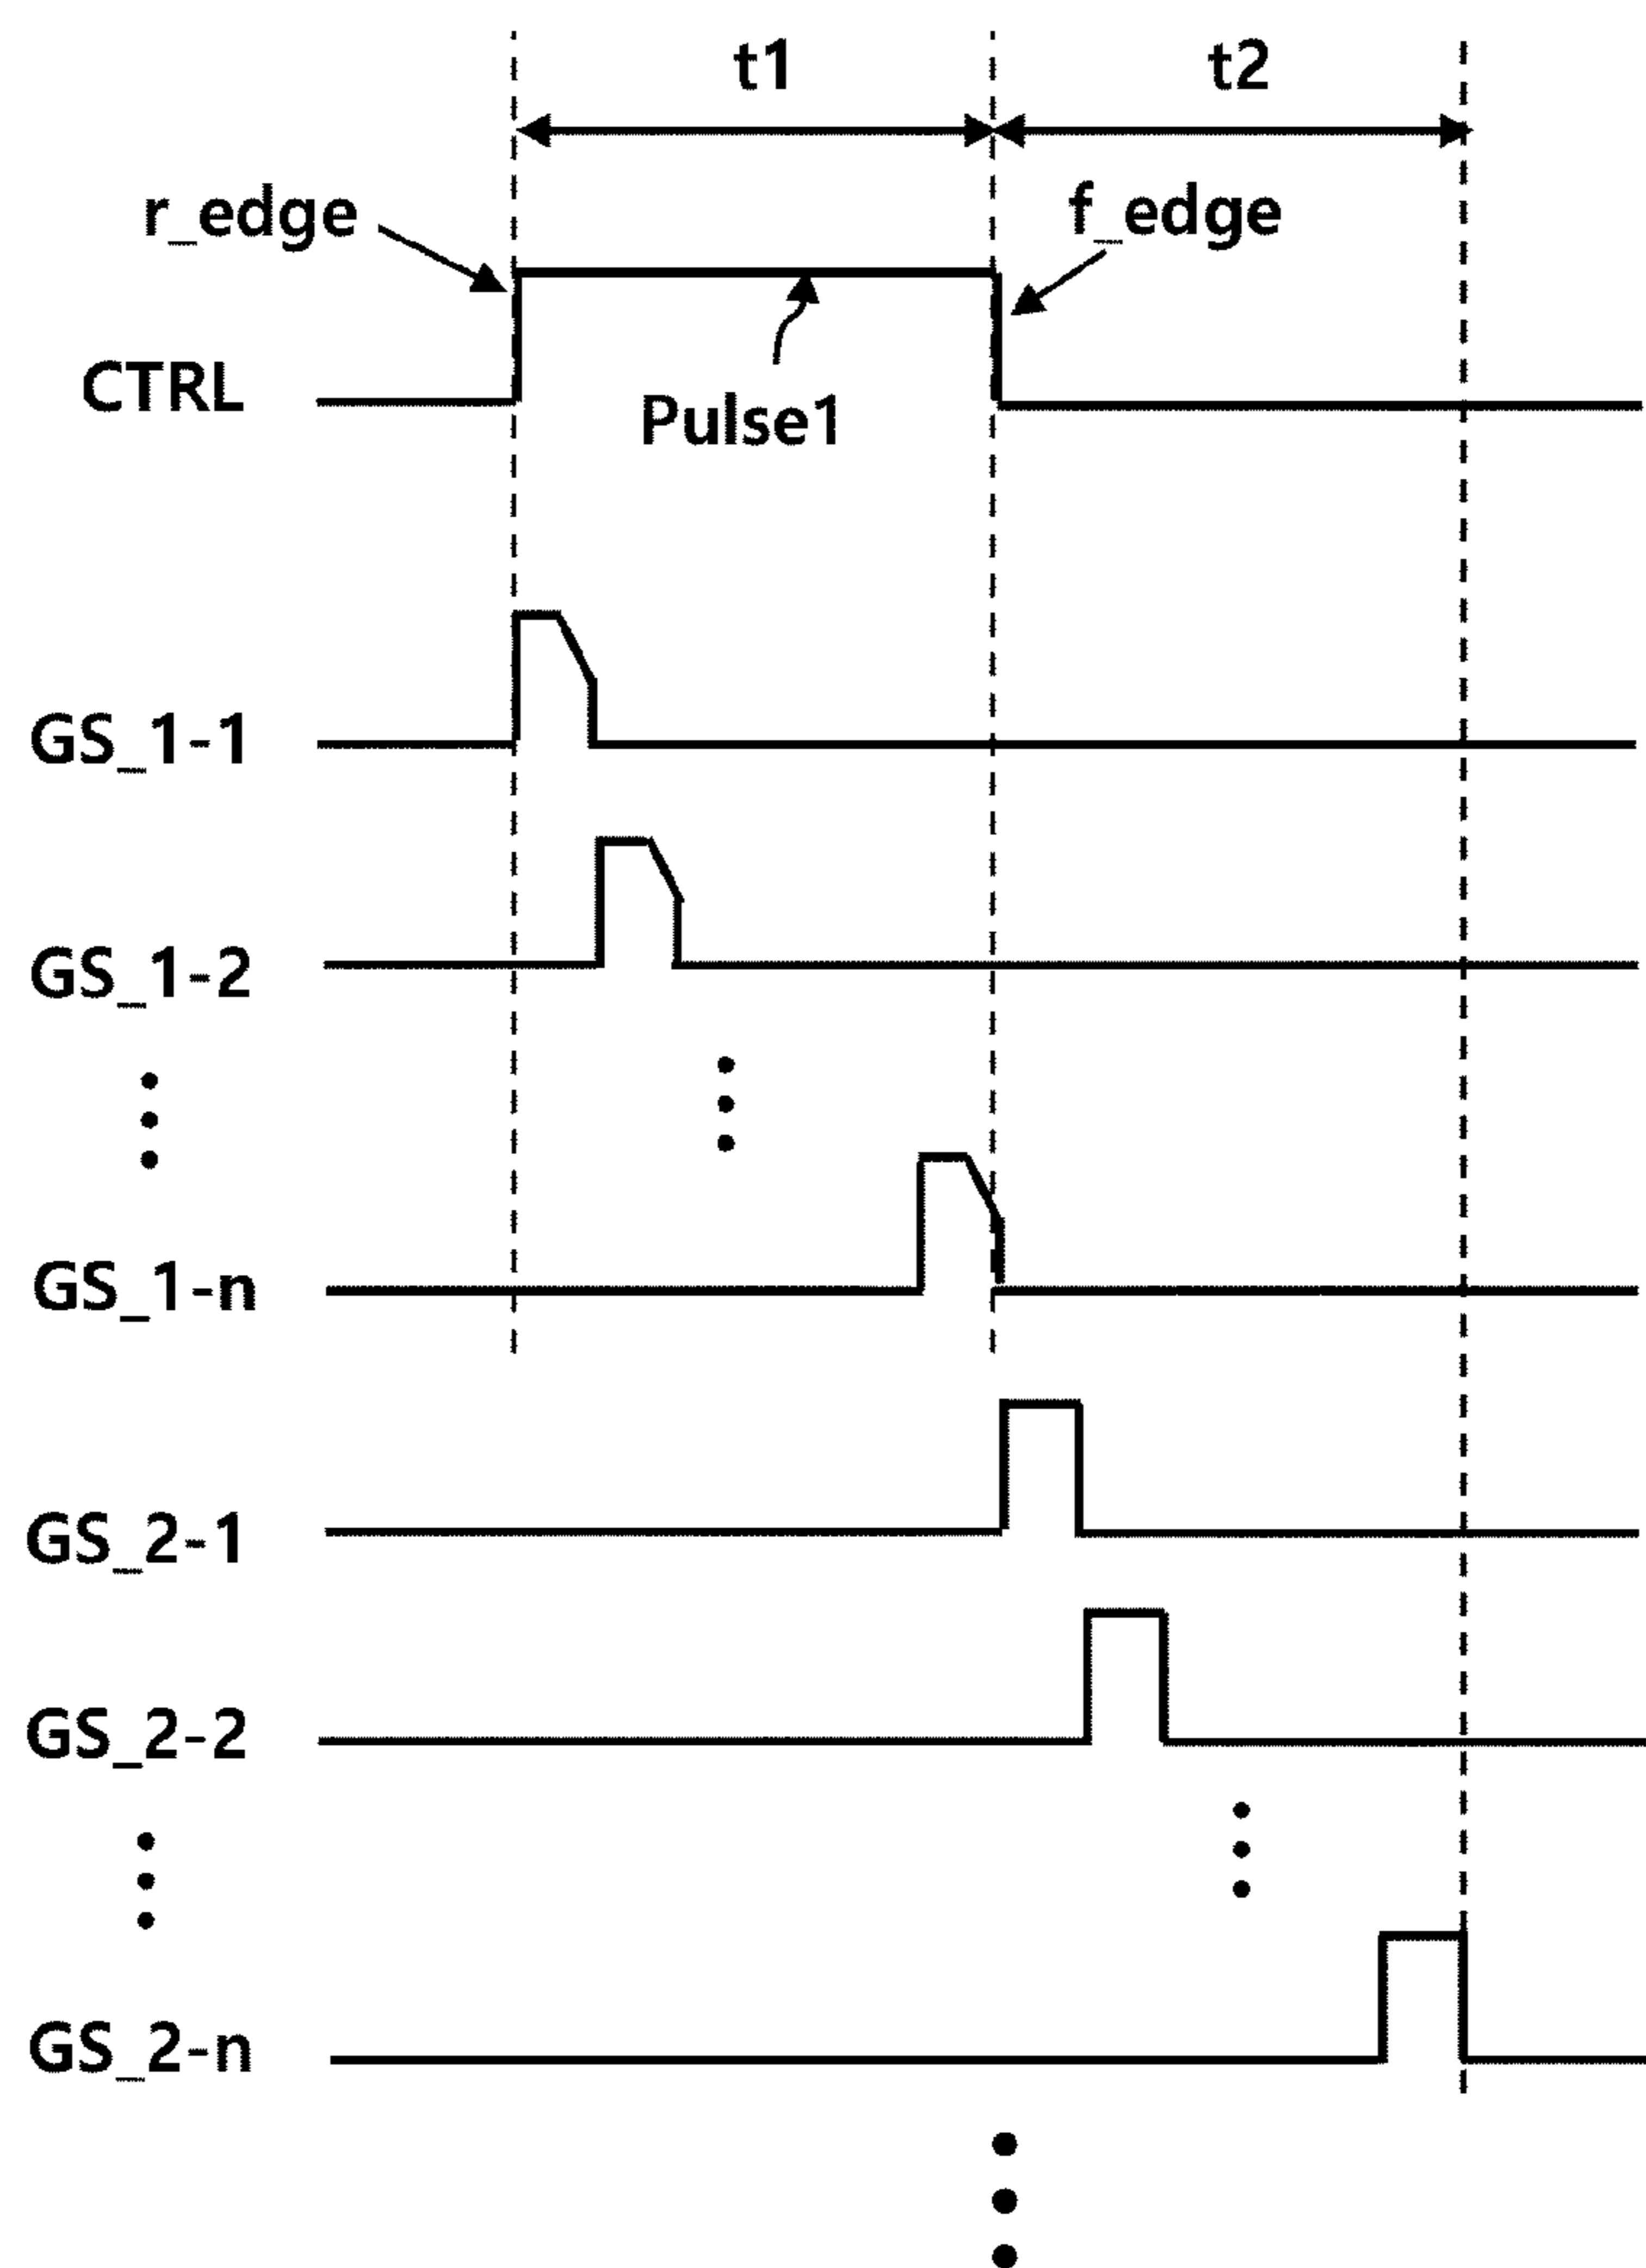 t1 t2
r_edge f_edge
CTRL
Pulse1
GS_1-1
GS_1-2
GS_1-n
GS_2-1
GS_2-2
GS_2-n